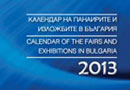 КАЛЕНДАР НА ПАНАИРИТЕ И
ИЗЛОЖБИТЕ В БЪЛГАРИЯ
CALENDAR OF THE FAIRS AND
EXHIBITIONS IN BULGARIA
2013